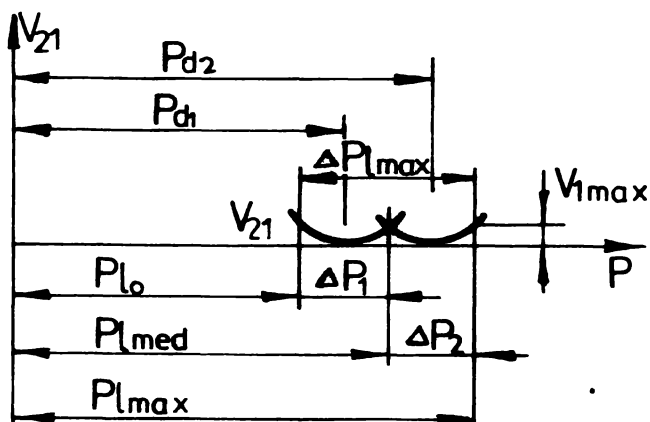 V21
Pd2
Pd1
ΔPlmax
V1max
V21
P
Plo
ΔP1
Plmed
ΔP2
Plmax